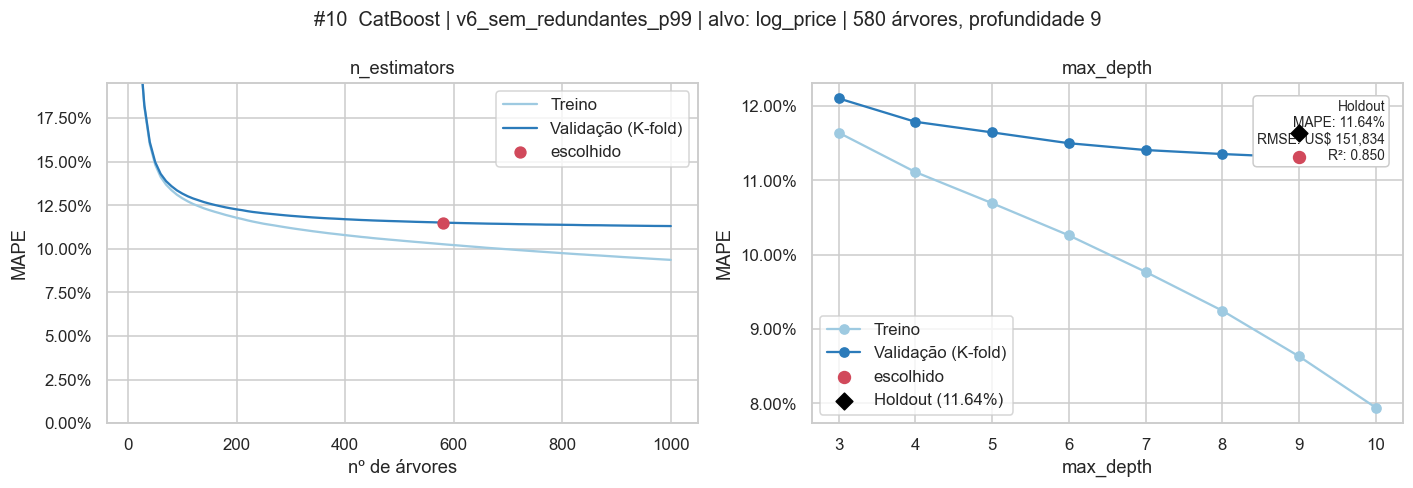 #10 CatBoost | v6_sem_redundantes_p99 | alvo: log_price | 580 árvores, profundidade 9
n_estimators
MAPE
17.50%
15.00%
12.50%
10.00%
7.50%
5.00%
2.50%
0.00%
0 200 400 600 800 1000
nº de árvores
Treino
Validação (K-fold)
escolhido
max_depth
MAPE
12.00%
11.00%
10.00%
9.00%
8.00%
3 4 5 6 7 8 9 10
max_depth
Holdout
MAPE: 11.64%
RMSE: US$ 151,834
R²: 0.850
Treino
Validação (K-fold)
escolhido
Holdout (11.64%)